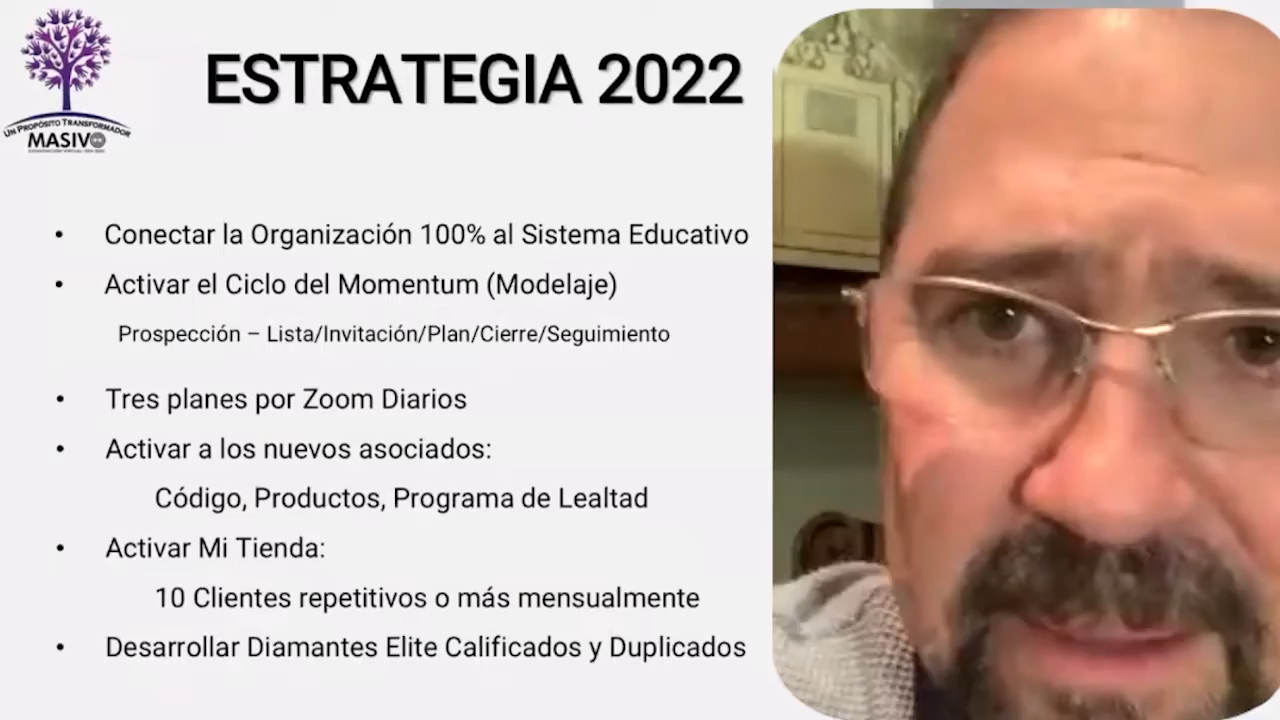 ESTRATEGIA 2022
UN PROPÓSITO TRANSFORMADOR
MASIVO
• Conectar la Organización 100% al Sistema Educativo
• Activar el Ciclo del Momentum (Modelaje)
Prospección – Lista/Invitación/Plan/Cierre/Seguimiento
• Tres planes por Zoom Diarios
• Activar a los nuevos asociados:
Código, Productos, Programa de Lealtad
• Activar Mi Tienda:
10 Clientes repetitivos o más mensualmente
• Desarrollar Diamantes Elite Calificados y Duplicados